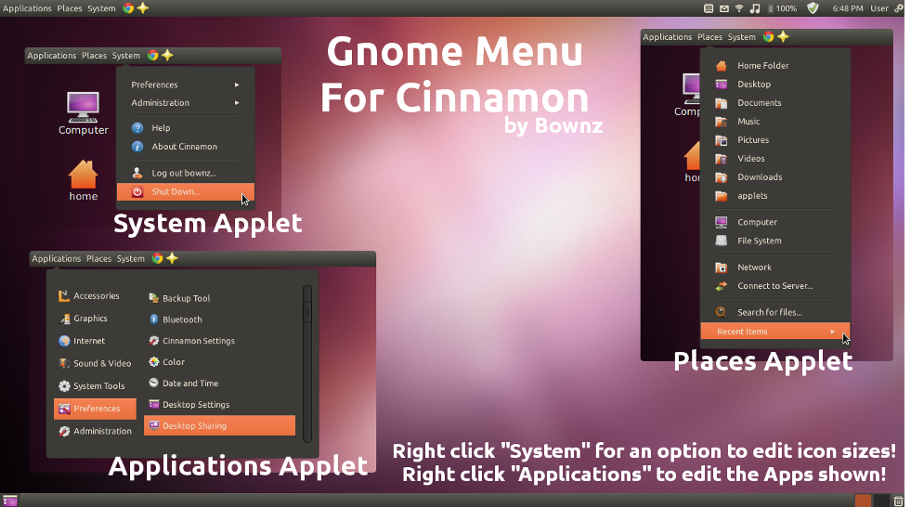 Applications Places System
100%
6:48 PM User
Gnome Menu
For Cinnamon
by Bownz
Applications Places System
Computer
home
Preferences
Administration
Help
About Cinnamon
Log out bownz...
Shut Down...
System Applet
Applications Places System
Accessories
Graphics
Internet
Sound & Video
System Tools
Preferences
Administration
Backup Tool
Bluetooth
Cinnamon Settings
Color
Date and Time
Desktop Settings
Desktop Sharing
Applications Applet
Applications Places System
Comp
h
Home Folder
Desktop
Documents
Music
Pictures
Videos
Downloads
applets
Computer
File System
Network
Connect to Server...
Search for files...
Recent Items
Places Applet
Right click "System" for an option to edit icon sizes!
Right click "Applications" to edit the Apps shown!